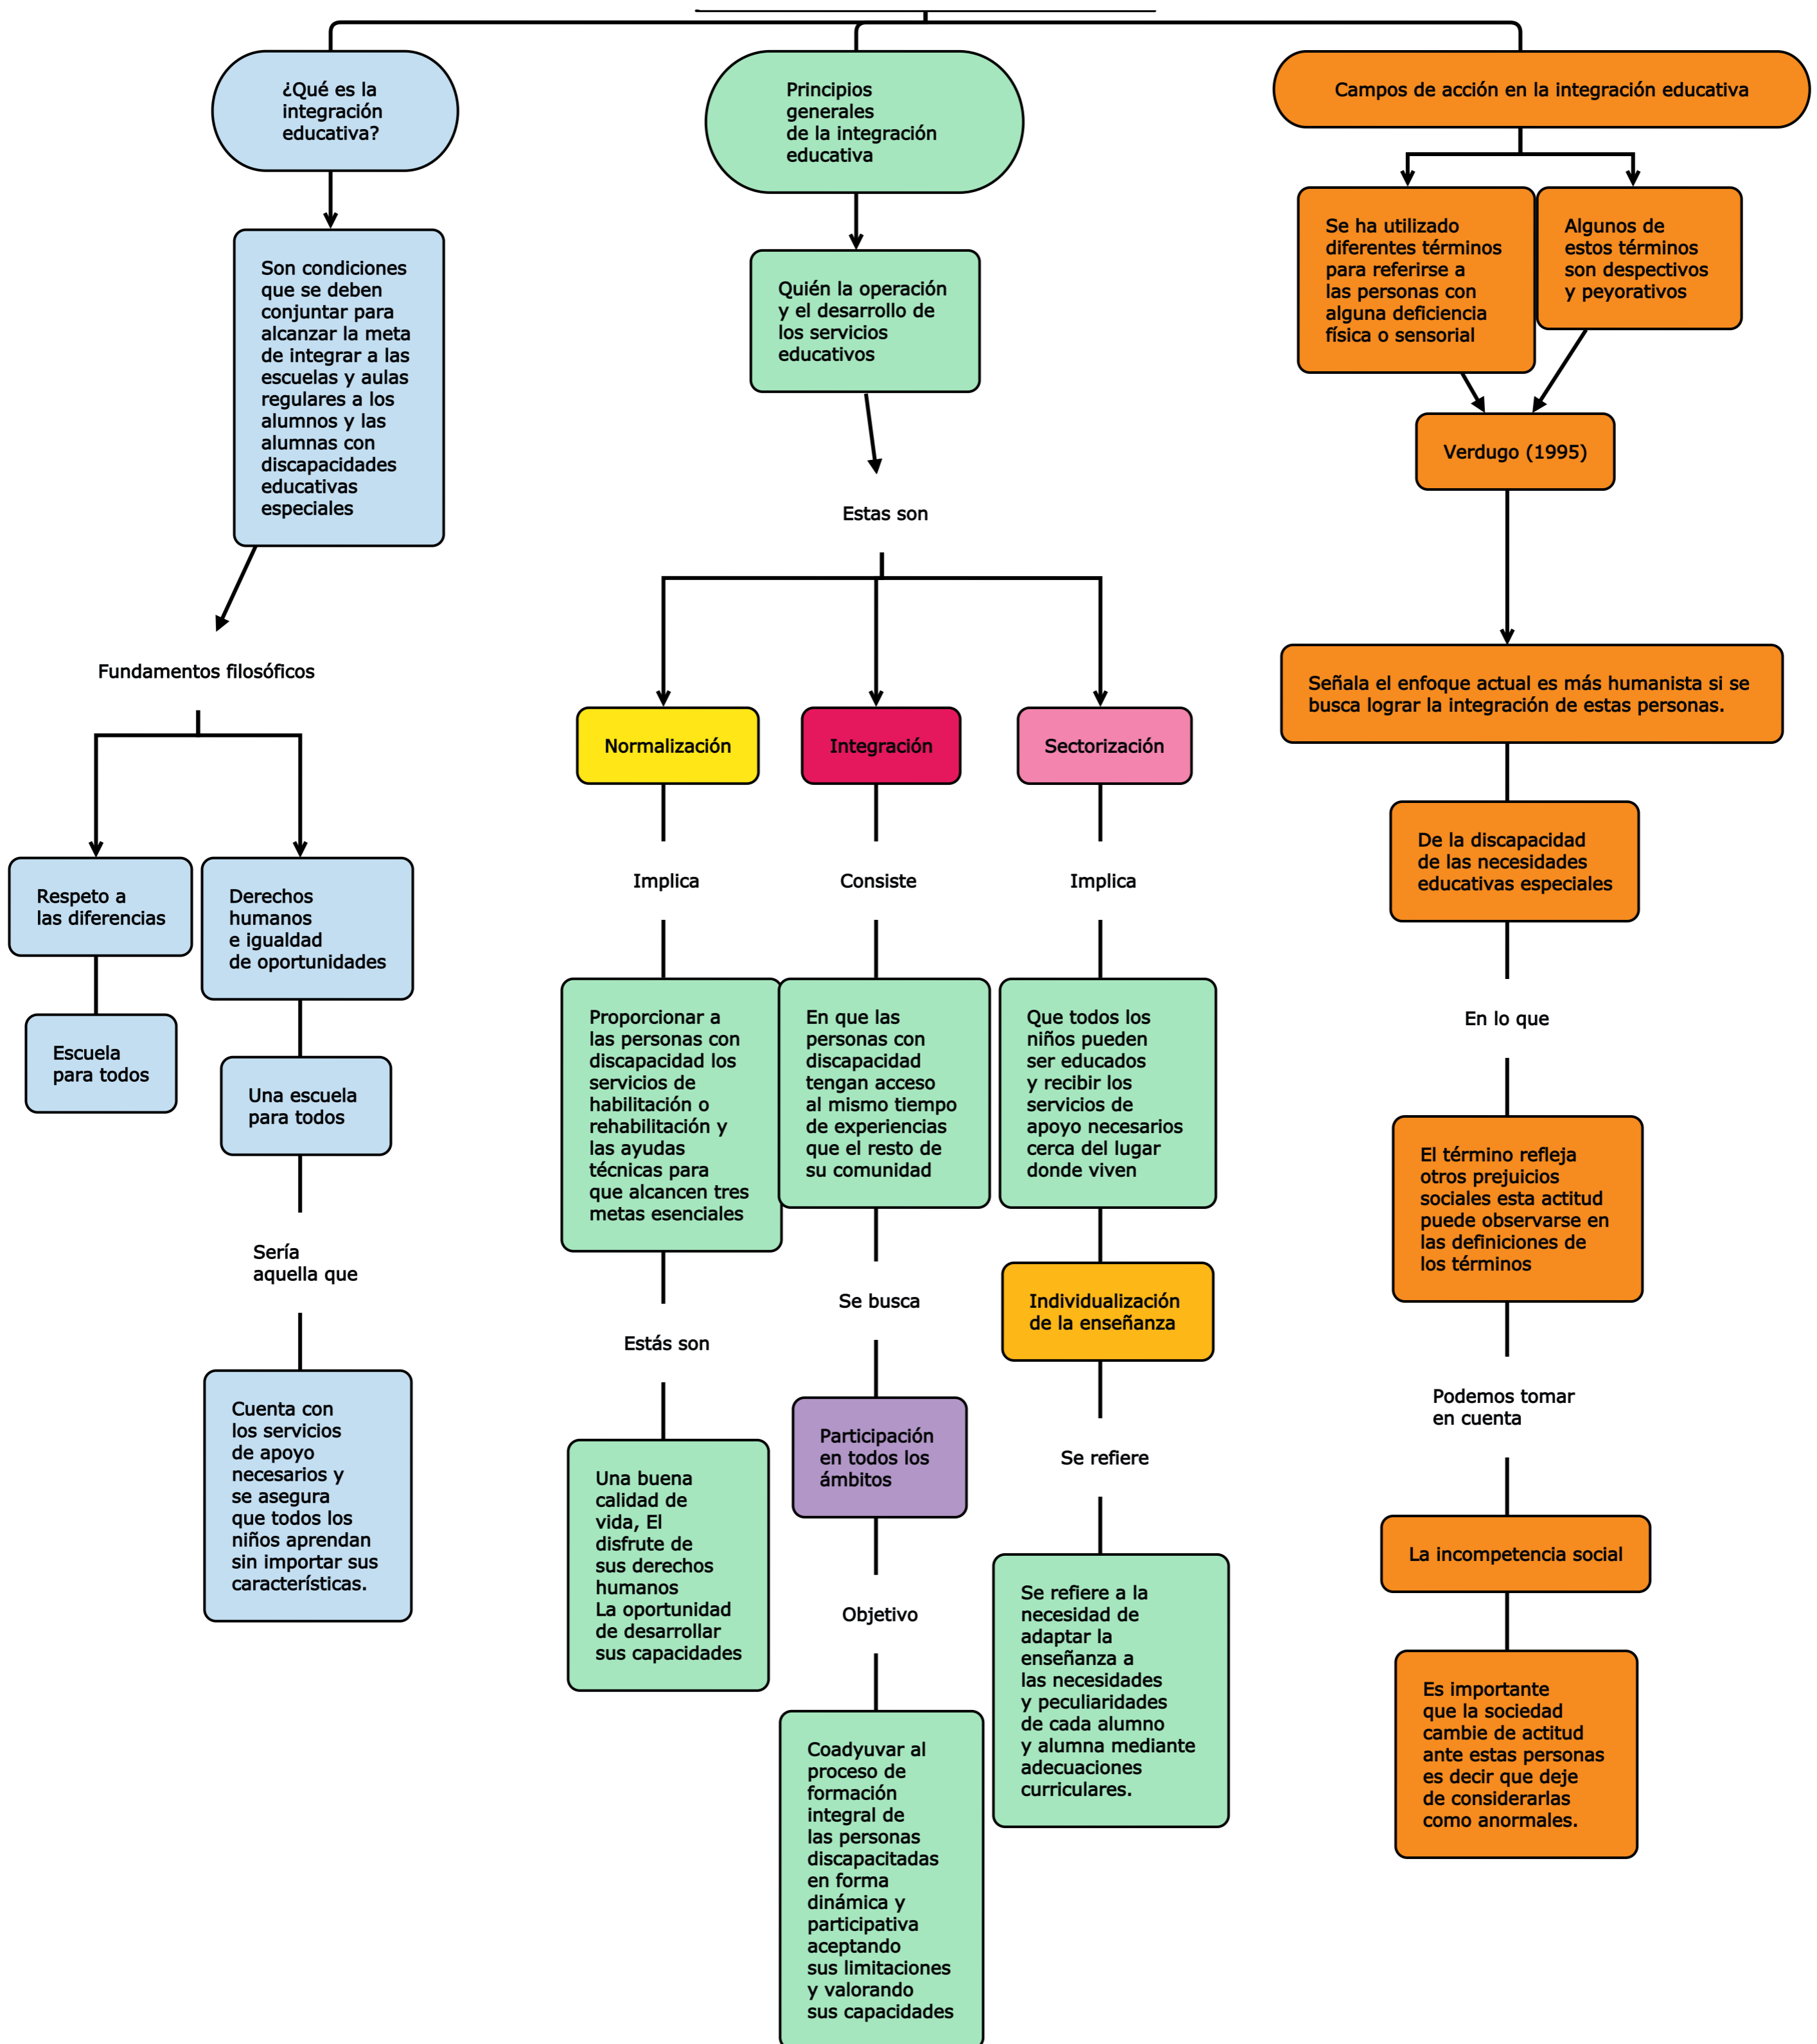 ¿Qué es la
integración
educativa?
Son condiciones
que se deben
conjuntar para
alcanzar la meta
de integrar a las
escuelas y aulas
regulares a los
alumnos y las
alumnas con
discapacidades
educativas
especiales
Fundamentos filosóficos
Respeto a
las diferencias
Escuela
para todos
Derechos
humanos
e igualdad
de oportunidades
Una escuela
para todos
Sería
aquella que
Cuenta con
los servicios
de apoyo
necesarios y
se asegura
que todos los
niños aprendan
sin importar sus
características.
Principios
generales
de la integración
educativa
Quién la operación
y el desarrollo de
los servicios
educativos
Estas son
Normalización
Implica
Proporcionar a
las personas con
discapacidad los
servicios de
habilitación o
rehabilitación y
las ayudas
técnicas para
que alcancen tres
metas esenciales
Estás son
Una buena
calidad de
vida, El
disfrute de
sus derechos
humanos
La oportunidad
de desarrollar
sus capacidades
Integración
Consiste
En que las
personas con
discapacidad
tengan acceso
al mismo tiempo
de experiencias
que el resto de
su comunidad
Se busca
Participación
en todos los
ámbitos
Objetivo
Coadyuvar al
proceso de
formación
integral de
las personas
discapacitadas
en forma
dinámica y
participativa
aceptando
sus limitaciones
y valorando
sus capacidades
Sectorización
Implica
Que todos los
niños pueden
ser educados
y recibir los
servicios de
apoyo necesarios
cerca del lugar
donde viven
Individualización
de la enseñanza
Se refiere
Se refiere a la
necesidad de
adaptar la
enseñanza a
las necesidades
y peculiaridades
de cada alumno
y alumna mediante
adecuaciones
curriculares.
Campos de acción en la integración educativa
Se ha utilizado
diferentes términos
para referirse a
las personas con
alguna deficiencia
física o sensorial
Algunos de
estos términos
son despectivos
y peyorativos
Verdugo (1995)
Señala el enfoque actual es más humanista si se
busca lograr la integración de estas personas.
De la discapacidad
de las necesidades
educativas especiales
En lo que
El término refleja
otros prejuicios
sociales esta actitud
puede observarse en
las definiciones de
los términos
Podemos tomar
en cuenta
La incompetencia social
Es importante
que la sociedad
cambie de actitud
ante estas personas
es decir que deje
de considerarlas
como anormales.